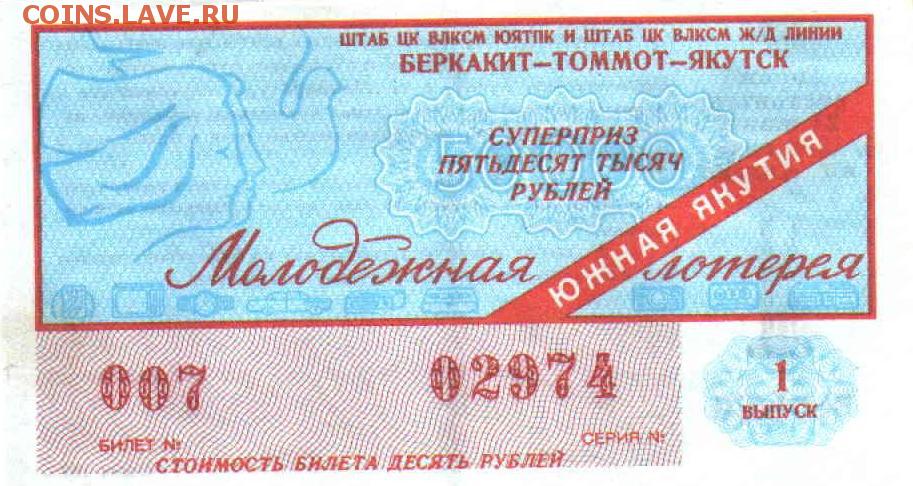 COINS.LAVE.RU
ШТАБ ЦК ВЛКСМ ЮЯТПК И ШТАБ ЦК ВЛКСМ Ж/Д ЛИНИИ
БЕРКАКИТ—ТОММОТ—ЯКУТСК
50000
СУПЕРПРИЗ
ПЯТЬДЕСЯТ ТЫСЯЧ
РУБЛЕЙ
ЮЖНАЯ ЯКУТИЯ
Молодёжная лотерея
007 02974
БИЛЕТ № СЕРИЯ №
СТОИМОСТЬ БИЛЕТА ДЕСЯТЬ РУБЛЕЙ
1
ВЫПУСК